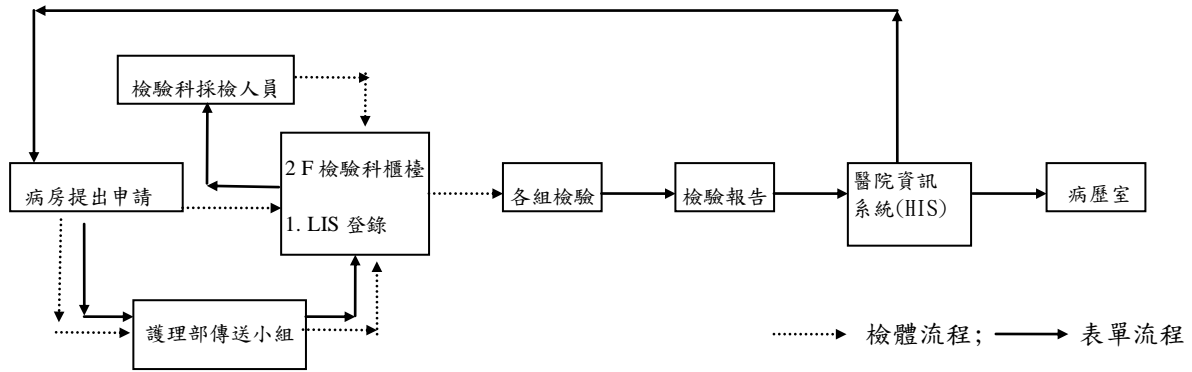 檢驗科採檢人員
2F檢驗科櫃檯
1. LIS 登錄
病房提出申請
各組檢驗
檢驗報告
醫院資訊
系統(HIS)
病歷室
護理部傳送小組
檢體流程;
表單流程